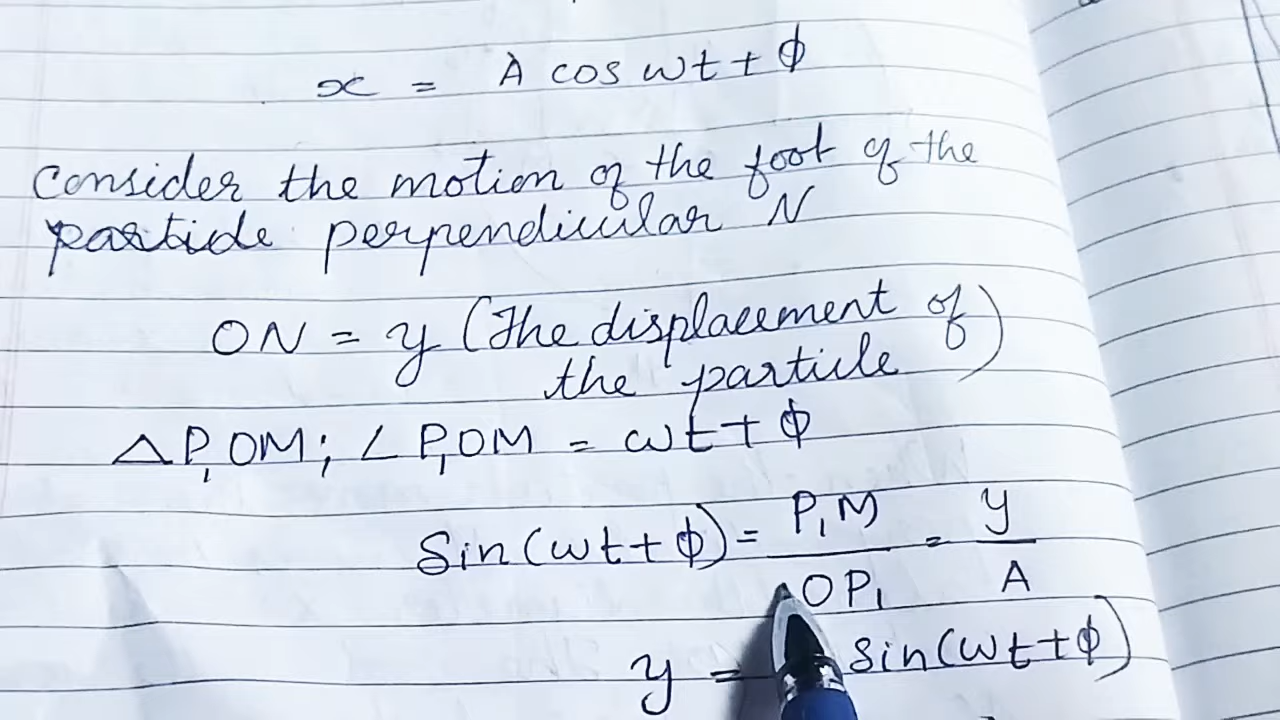 x = A cos ωt + ϕ
Consider the motion of the foot of the
particle perpendicular N
ON = y (The displacement of
the particle)
△P₁OM; ∠P₁OM = ωt + ϕ
Sin(ωt + ϕ) = P₁M / OP₁ = y / A
y = sin(ωt + ϕ)